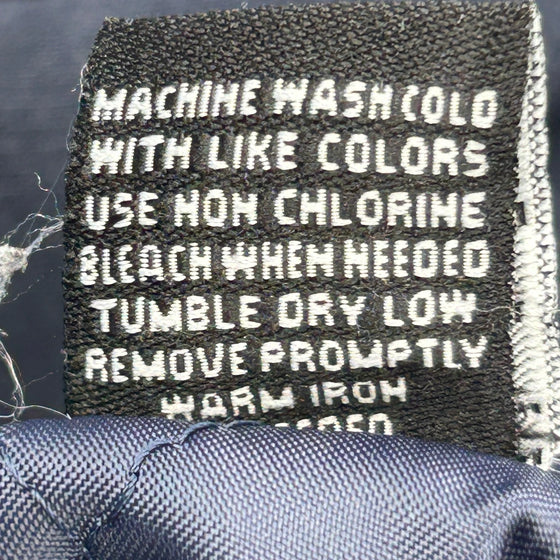 MACHINE WASH COLD
WITH LIKE COLORS
USE NON CHLORINE
BLEACH WHEN NEEDED
TUMBLE DRY LOW
REMOVE PROMPTLY
WARM IRON